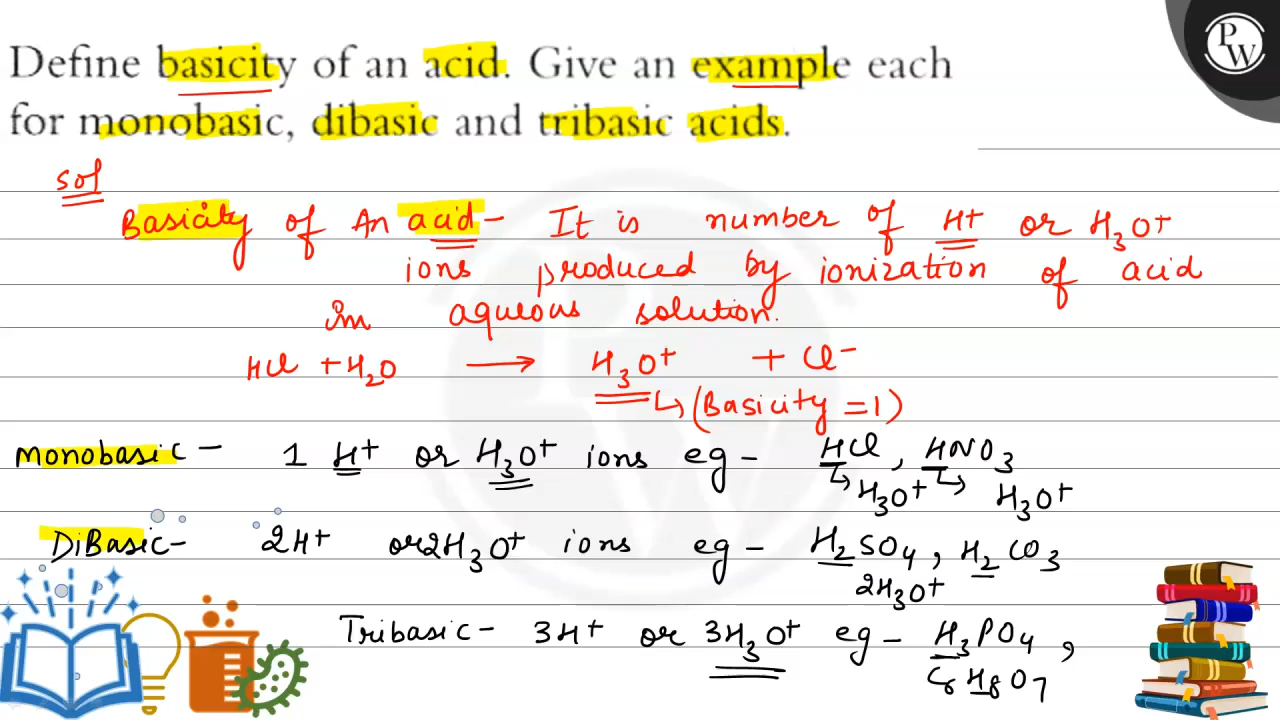 PW
Define basicity of an acid. Give an example each
for monobasic, dibasic and tribasic acids.
Sol
Basicity of An acid - It is number of H+ or H3O+
ions produced by ionization of acid
in aqueous solution.
HCl + H2O → H3O+ + Cl-
↳ (Basicity = 1)
Monobasic - 1 H+ or H3O+ ions eg - HCl, HNO3
↳ H3O+ ↳ H3O+
DiBasic - 2H+ or 2H3O+ ions eg - H2SO4, H2CO3
2H3O+
Tribasic - 3H+ or 3H3O+ eg - H3PO4,
C6H8O7